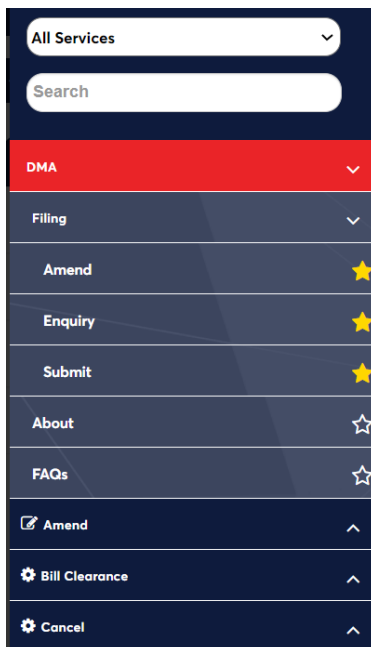 All Services
Search
DMA
Filing
Amend
Enquiry
Submit
About
FAQs
Amend
Bill Clearance
Cancel